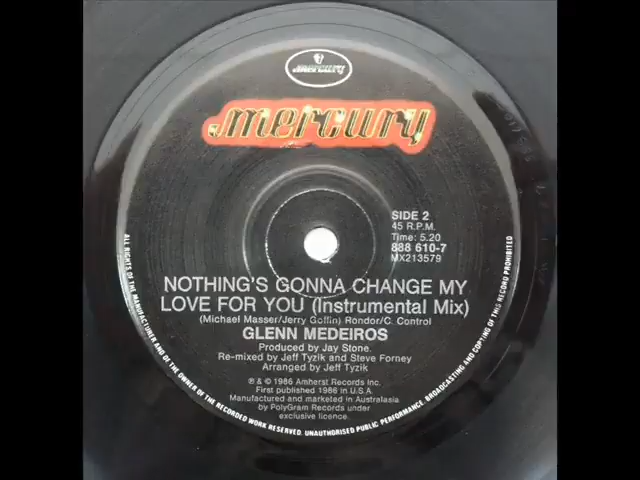 mercury
SIDE 2
45 R.P.M.
Time: 5.20
888 610-7
MX213579
NOTHING'S GONNA CHANGE MY
LOVE FOR YOU (Instrumental Mix)
(Michael Masser/Jerry Goffin) Rondor/C. Control
GLENN MEDEIROS
Produced by Jay Stone.
Re-mixed by Jeff Tyzik and Steve Forney
Arranged by Jeff Tyzik
℗ & © 1986 Amherst Records Inc.
First published 1986 in U.S.A.
Manufactured and marketed in Australasia
by PolyGram Records under
exclusive licence.
ALL RIGHTS OF THE MANUFACTURER AND OF THE OWNER OF THE RECORDED WORK RESERVED. UNAUTHORISED PUBLIC PERFORMANCE, BROADCASTING AND COPYING OF THIS RECORD PROHIBITED